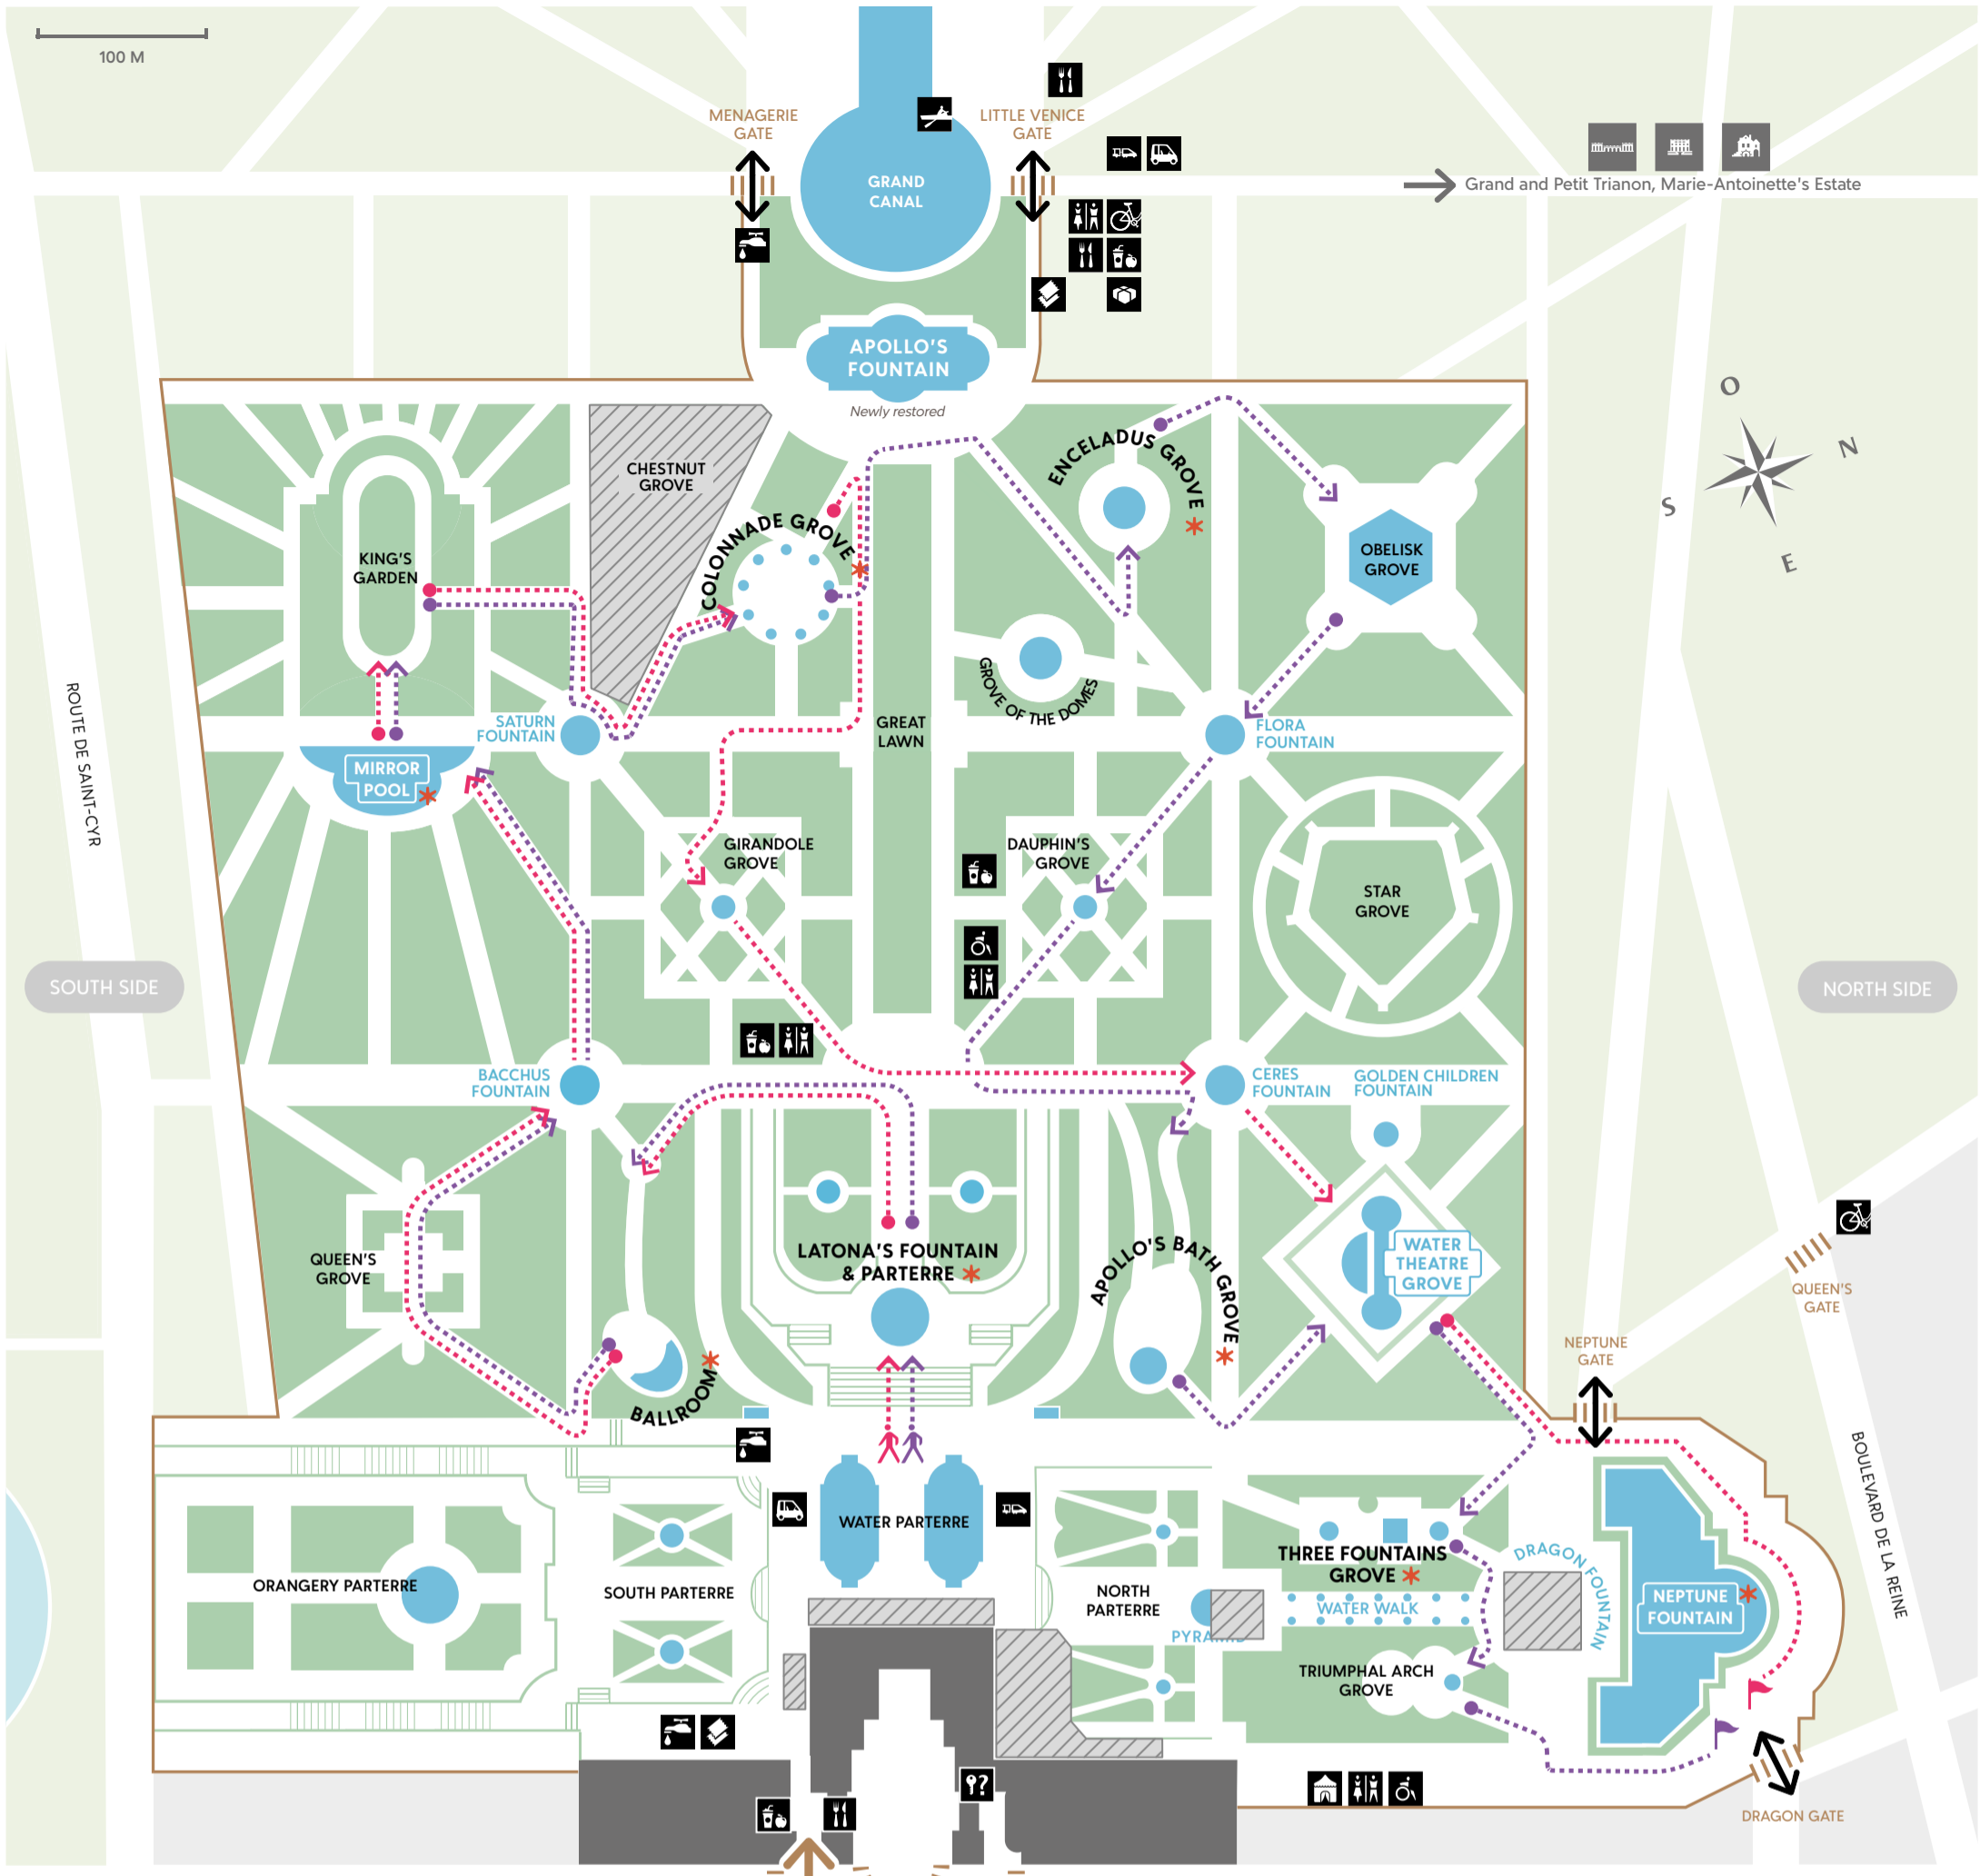 100 M
MENAGERIE
GATE
LITTLE VENICE
GATE
GRAND
CANAL
Grand and Petit Trianon, Marie-Antoinette's Estate
APOLLO'S
FOUNTAIN
Newly restored
O
N
S
E
CHESTNUT
GROVE
ENCELADUS GROVE
COLONNADE GROVE
KING'S
GARDEN
OBELISK
GROVE
GROVE OF THE DOMES
ROUTE DE SAINT-CYR
SATURN
FOUNTAIN
GREAT
LAWN
FLORA
FOUNTAIN
MIRROR
POOL
GIRANDOLE
GROVE
DAUPHIN'S
GROVE
STAR
GROVE
SOUTH SIDE
NORTH SIDE
BACCHUS
FOUNTAIN
CERES
FOUNTAIN
GOLDEN CHILDREN
FOUNTAIN
QUEEN'S
GROVE
LATONA'S FOUNTAIN
& PARTERRE
APOLLO'S BATH GROVE
WATER
THEATRE
GROVE
QUEEN'S
GATE
NEPTUNE
GATE
BALLROOM
BOULEVARD DE LA REINE
WATER PARTERRE
ORANGERY PARTERRE
SOUTH PARTERRE
NORTH
PARTERRE
THREE FOUNTAINS
GROVE
DRAGON FOUNTAIN
WATER WALK
NEPTUNE
FOUNTAIN
TRIUMPHAL ARCH
GROVE
DRAGON GATE